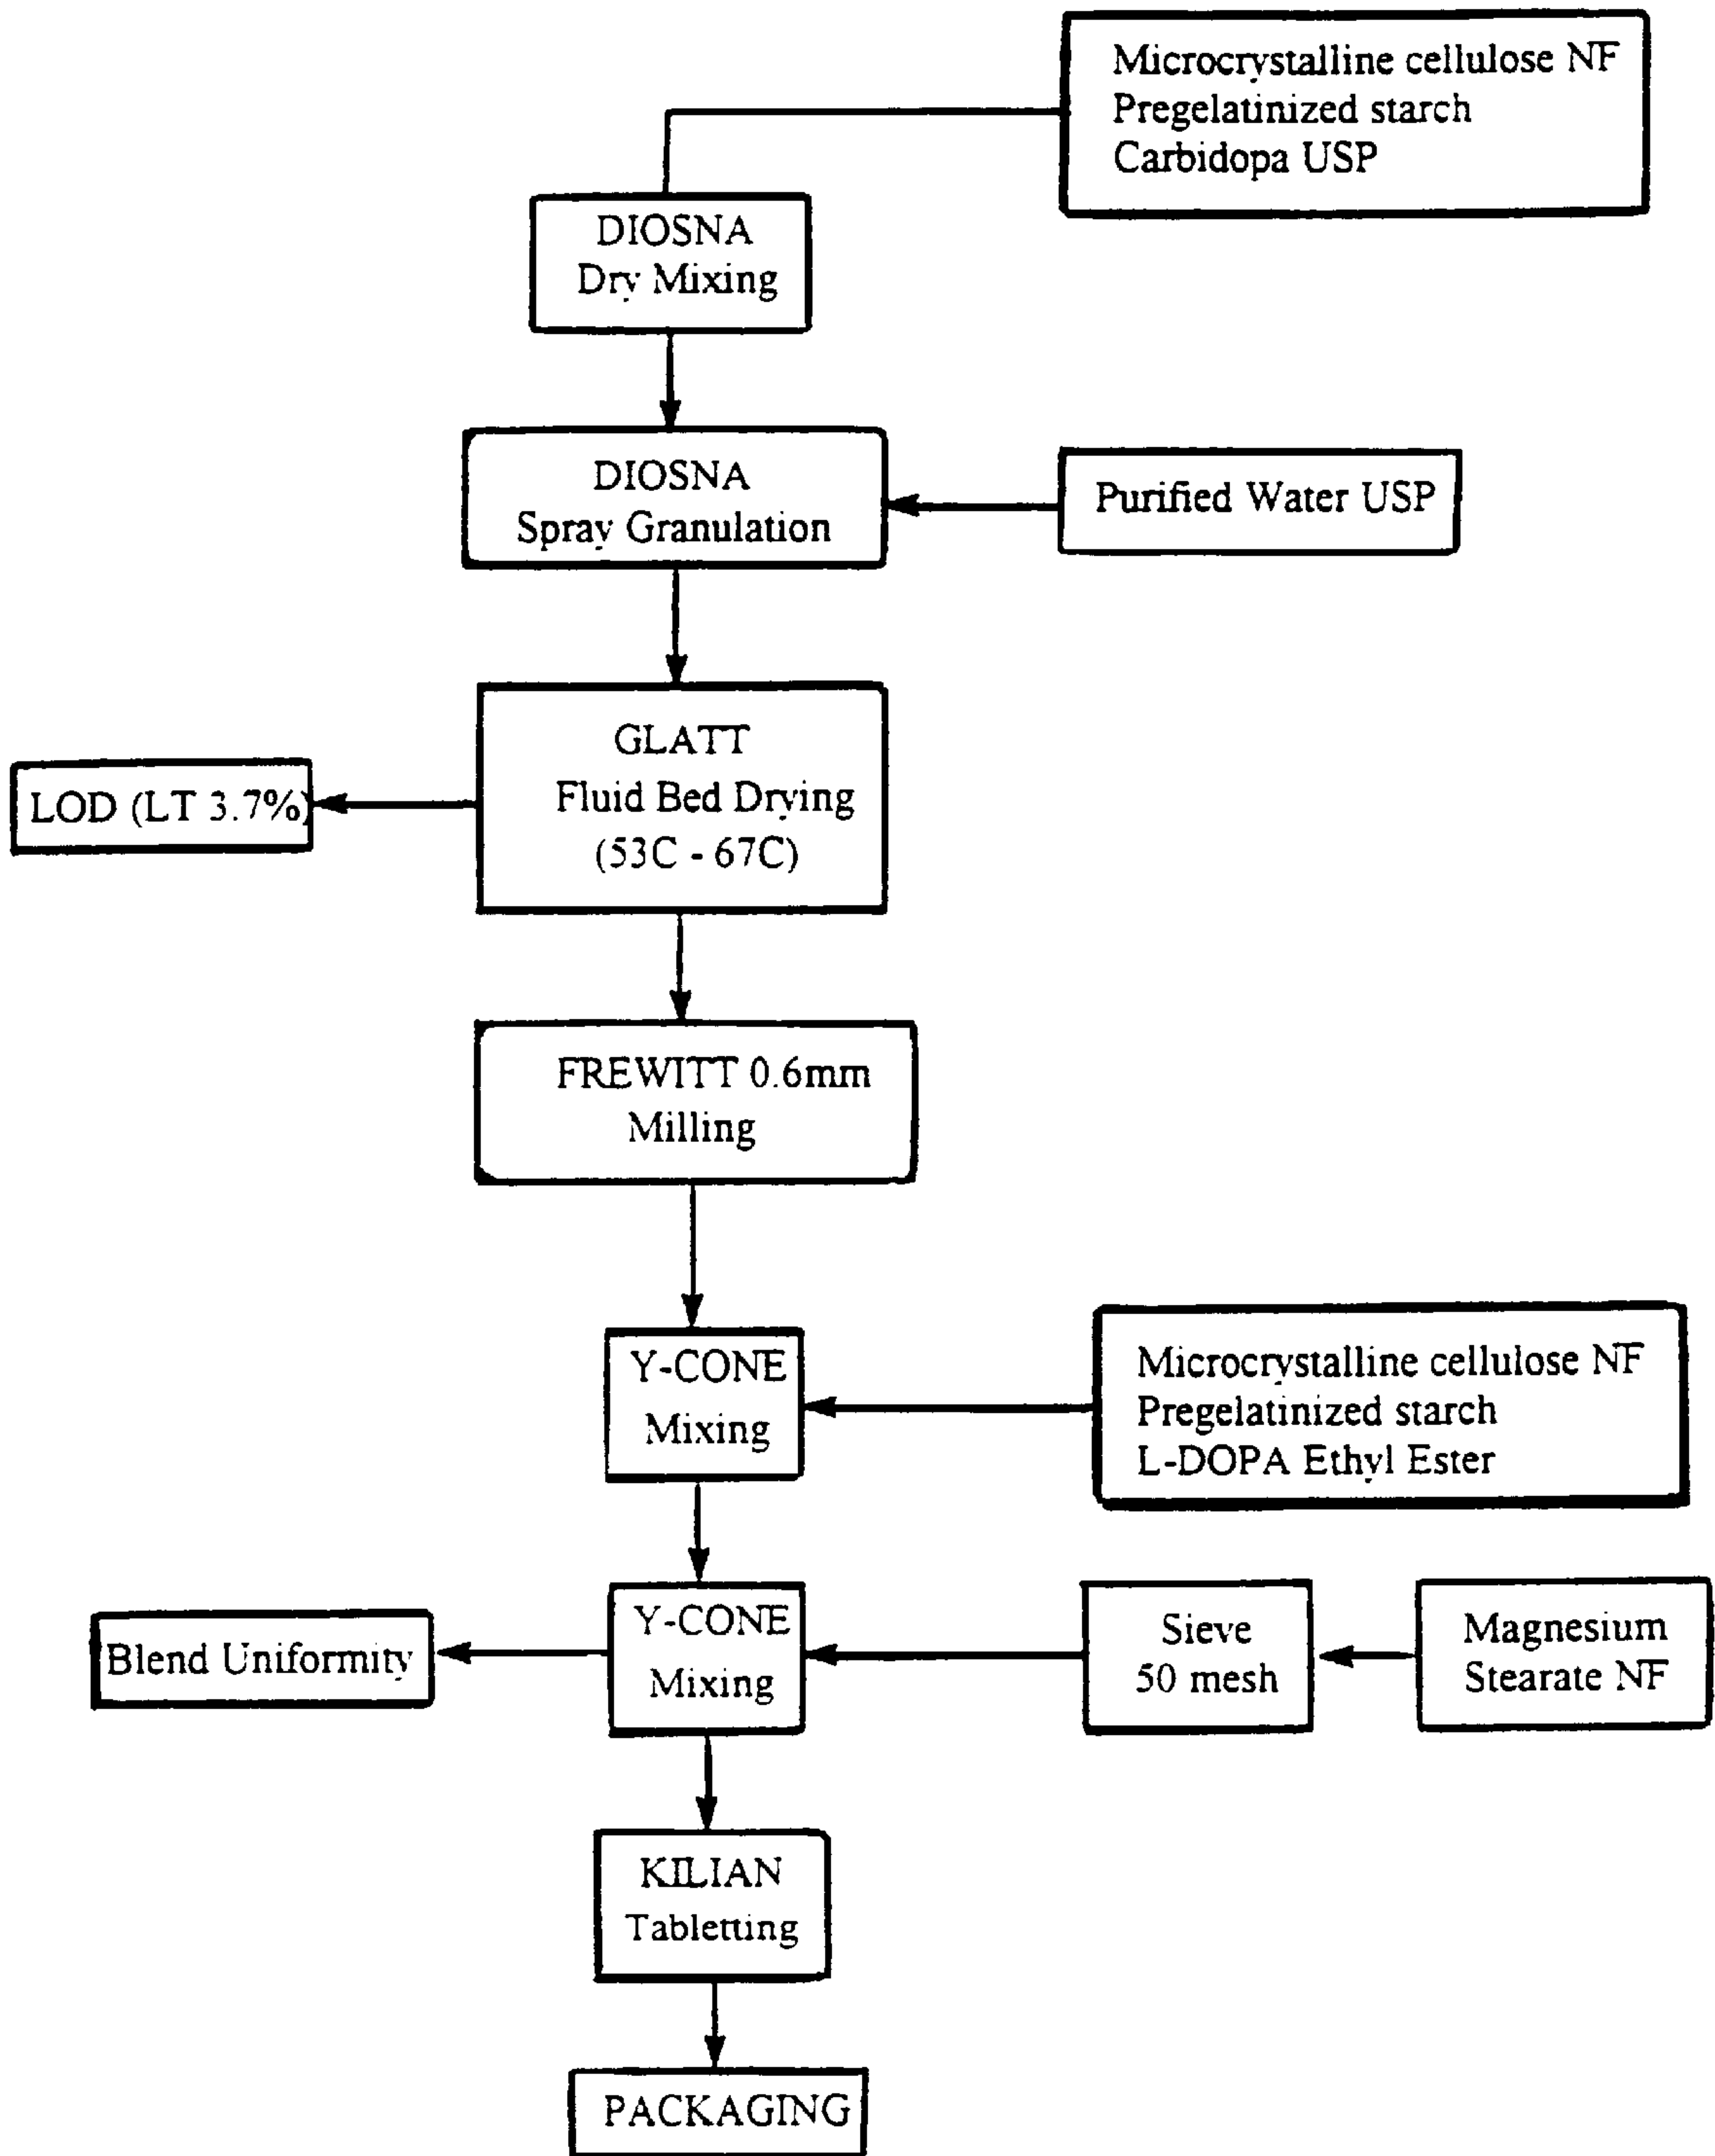 Microcrystalline cellulose NF
Pregelatinized starch
Carbidopa USP
DIOSNA
Dry Mixing
DIOSNA
Spray Granulation
Purified Water USP
GLATT
Fluid Bed Drying
(53C - 67C)
LOD (LT 3.7%)
FREWITT 0.6mm
Milling
Y-CONE
Mixing
Microcrystalline cellulose NF
Pregelatinized starch
L-DOPA Ethyl Ester
Y-CONE
Mixing
Blend Uniformity
Sieve
50 mesh
Magnesium
Stearate NF
KILIAN
Tabletting
PACKAGING